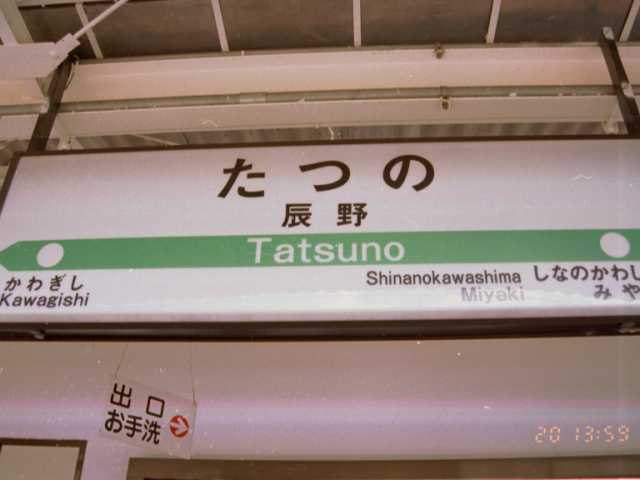 たつの
辰野
Tatsuno
かわぎし
Kawagishi
Shinanokawashima しなのかわし
Miyaki みや
出口
お手洗
20 13:59